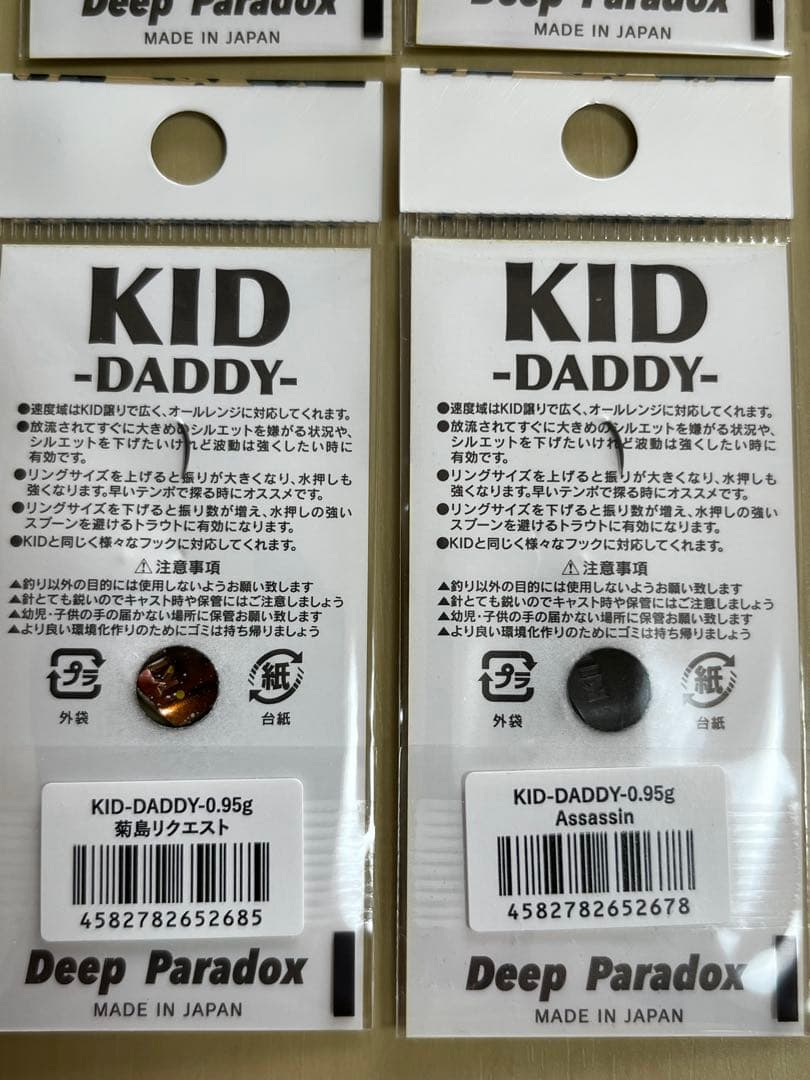 Deep Paradox
MADE IN JAPAN
Deep Paradox
MADE IN JAPAN
KID
-DADDY-
●速度域はKID譲りで広く、オールレンジに対応してくれます。
●放流されてすぐに大きめのシルエットを嫌がる状況や、
シルエットを下げたいけれど波動は強くしたい時に
有効です。
●リングサイズを上げると振りが大きくなり、水押しも
強くなります。早いテンポで探る時にオススメです。
●リングサイズを下げると振り数が増え、水押しの強い
スプーンを避けるトラウトに有効になります。
●KIDと同じく様々なフックに対応してくれます。
⚠注意事項
▲釣り以外の目的には使用しないようお願い致します
▲針とても鋭いのでキャスト時や保管にはご注意しましょう
▲幼児・子供の手の届かない場所に保管お願い致します
▲より良い環境化作りのためにゴミは持ち帰りましょう
プラ
外袋
紙
台紙
KID-DADDY-0.95g
菊島リクエスト
4582782652685
Deep Paradox
MADE IN JAPAN
KID
-DADDY-
●速度域はKID譲りで広く、オールレンジに対応してくれます。
●放流されてすぐに大きめのシルエットを嫌がる状況や、
シルエットを下げたいけれど波動は強くしたい時に
有効です。
●リングサイズを上げると振りが大きくなり、水押しも
強くなります。早いテンポで探る時にオススメです。
●リングサイズを下げると振り数が増え、水押しの強い
スプーンを避けるトラウトに有効になります。
●KIDと同じく様々なフックに対応してくれます。
⚠注意事項
▲釣り以外の目的には使用しないようお願い致します
▲針とても鋭いのでキャスト時や保管にはご注意しましょう
▲幼児・子供の手の届かない場所に保管お願い致します
▲より良い環境化作りのためにゴミは持ち帰りましょう
プラ
外袋
紙
台紙
KID-DADDY-0.95g
Assassin
4582782652678
Deep Paradox
MADE IN JAPAN